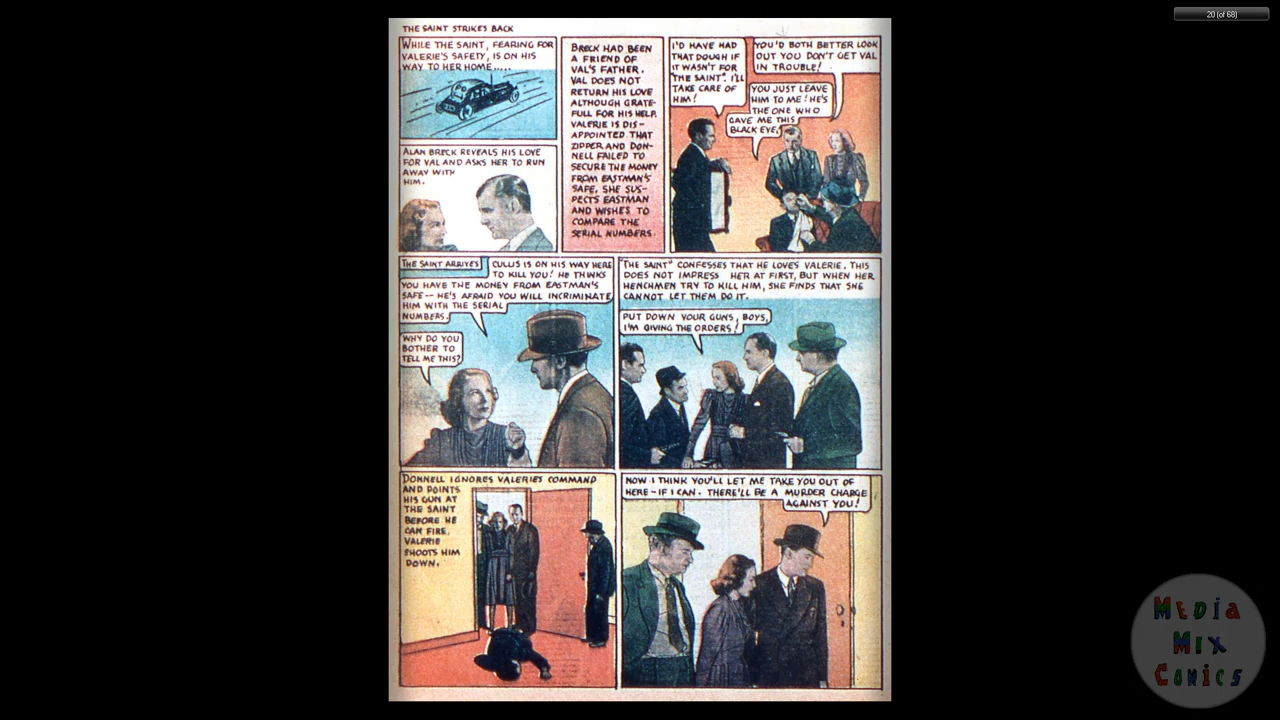 20 (of 68)
THE SAINT STRIKES BACK
WHILE THE SAINT, FEARING FOR
VALERIE'S SAFETY, IS ON HIS
WAY TO HER HOME.....
ALAN BRECK REVEALS HIS LOVE
FOR VAL AND ASKS HER TO RUN
AWAY WITH
HIM.
BRECK HAD BEEN
A FRIEND OF
VAL'S FATHER.
VAL DOES NOT
RETURN HIS LOVE
ALTHOUGH GRATE-
FULL FOR HIS HELP.
VALERIE IS DIS-
APPOINTED THAT
ZIPPER AND DON-
NELL FAILED TO
SECURE THE MONEY
FROM EASTMAN'S
SAFE. SHE SUS-
PECTS EASTMAN
AND WISHES TO
COMPARE THE
SERIAL NUMBERS.
I'D HAVE HAD
THAT DOUGH IF
IT WASN'T FOR
"THE SAINT". I'LL
TAKE CARE OF
HIM!
YOU'D BOTH BETTER LOOK
OUT YOU DON'T GET VAL
IN TROUBLE!
YOU JUST LEAVE
HIM TO ME! HE'S
THE ONE WHO
GAVE ME THIS
BLACK EYE.
THE SAINT ARRIVES
CULLIS IS ON HIS WAY HERE
TO KILL YOU! HE THINKS
YOU HAVE THE MONEY FROM EASTMAN'S
SAFE-- HE'S AFRAID YOU WILL INCRIMINATE
HIM WITH THE SERIAL
NUMBERS.
WHY DO YOU
BOTHER TO
TELL ME THIS?
THE SAINT" CONFESSES THAT HE LOVES VALERIE. THIS
DOES NOT IMPRESS HER AT FIRST, BUT WHEN HER
HENCHMEN TRY TO KILL HIM, SHE FINDS THAT SHE
CANNOT LET THEM DO IT.
PUT DOWN YOUR GUNS, BOYS,
I'M GIVING THE ORDERS!
DONNELL IGNORES VALERIE'S COMMAND
AND POINTS
HIS GUN AT
THE SAINT
BEFORE HE
CAN FIRE,
VALERIE
SHOOTS HIM
DOWN.
NOW I THINK YOU'LL LET ME TAKE YOU OUT OF
HERE - IF I CAN. THERE'LL BE A MURDER CHARGE
AGAINST YOU!
MEDIA
MIX
COMICS